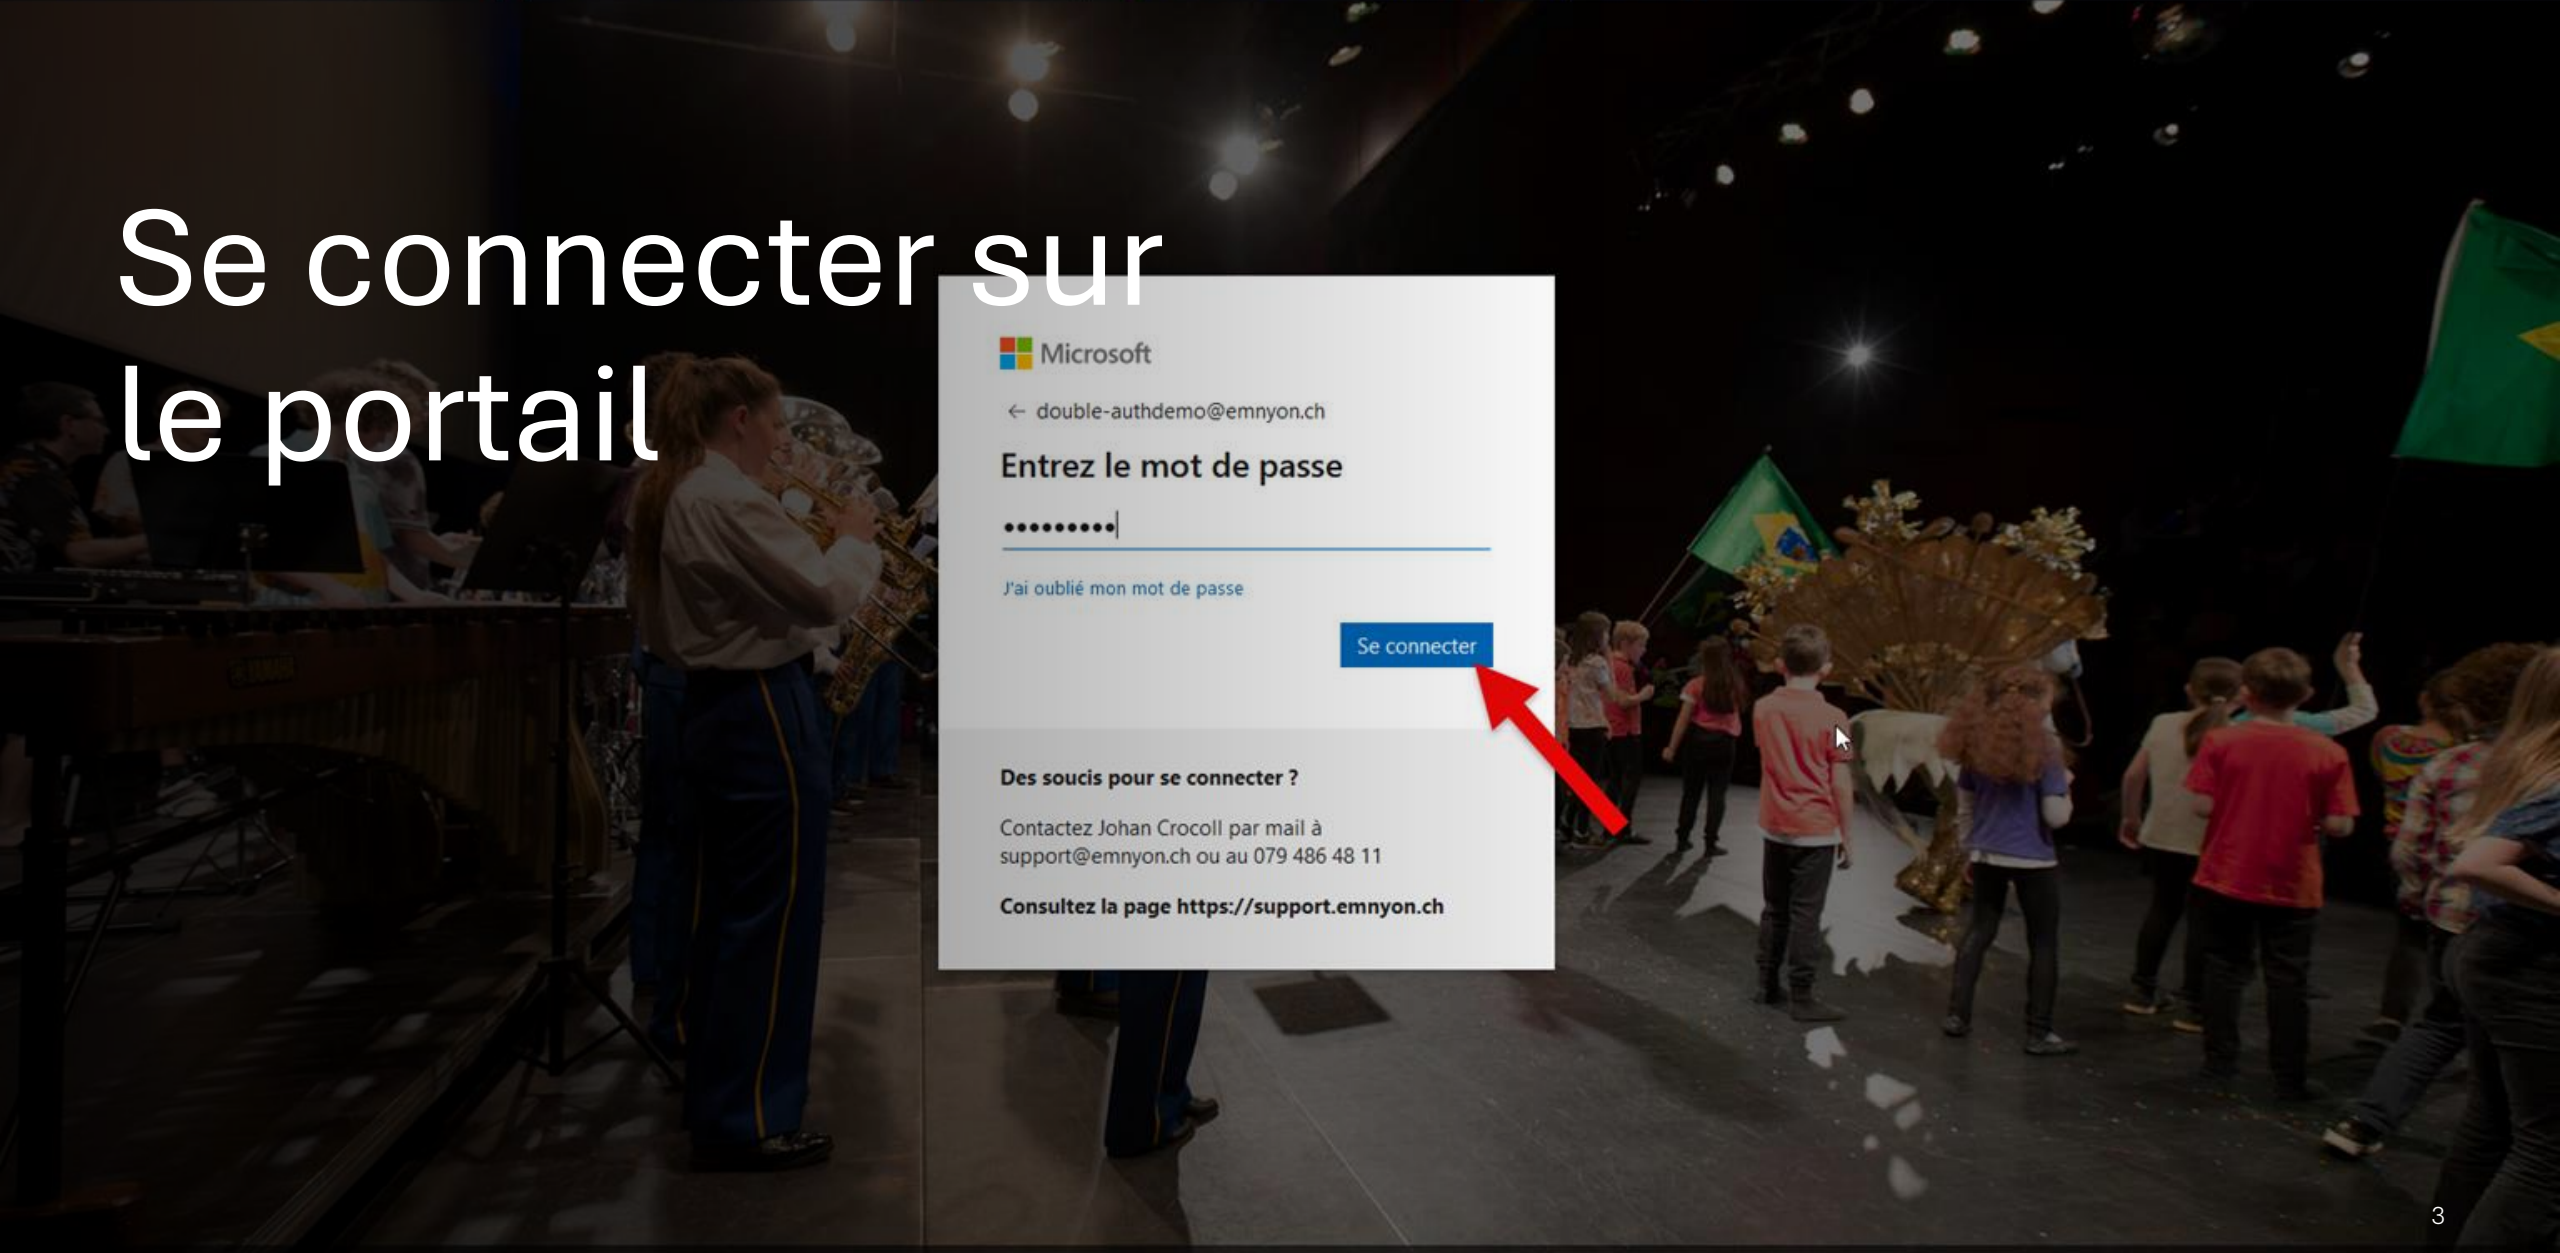 Se connecter sur
le portail
Microsoft
← double-authdemo@emnyon.ch
Entrez le mot de passe
•••••••••
J'ai oublié mon mot de passe
Se connecter
Des soucis pour se connecter ?
Contactez Johan Crocoll par mail à
support@emnyon.ch ou au 079 486 48 11
Consultez la page https://support.emnyon.ch
YAMAHA
3